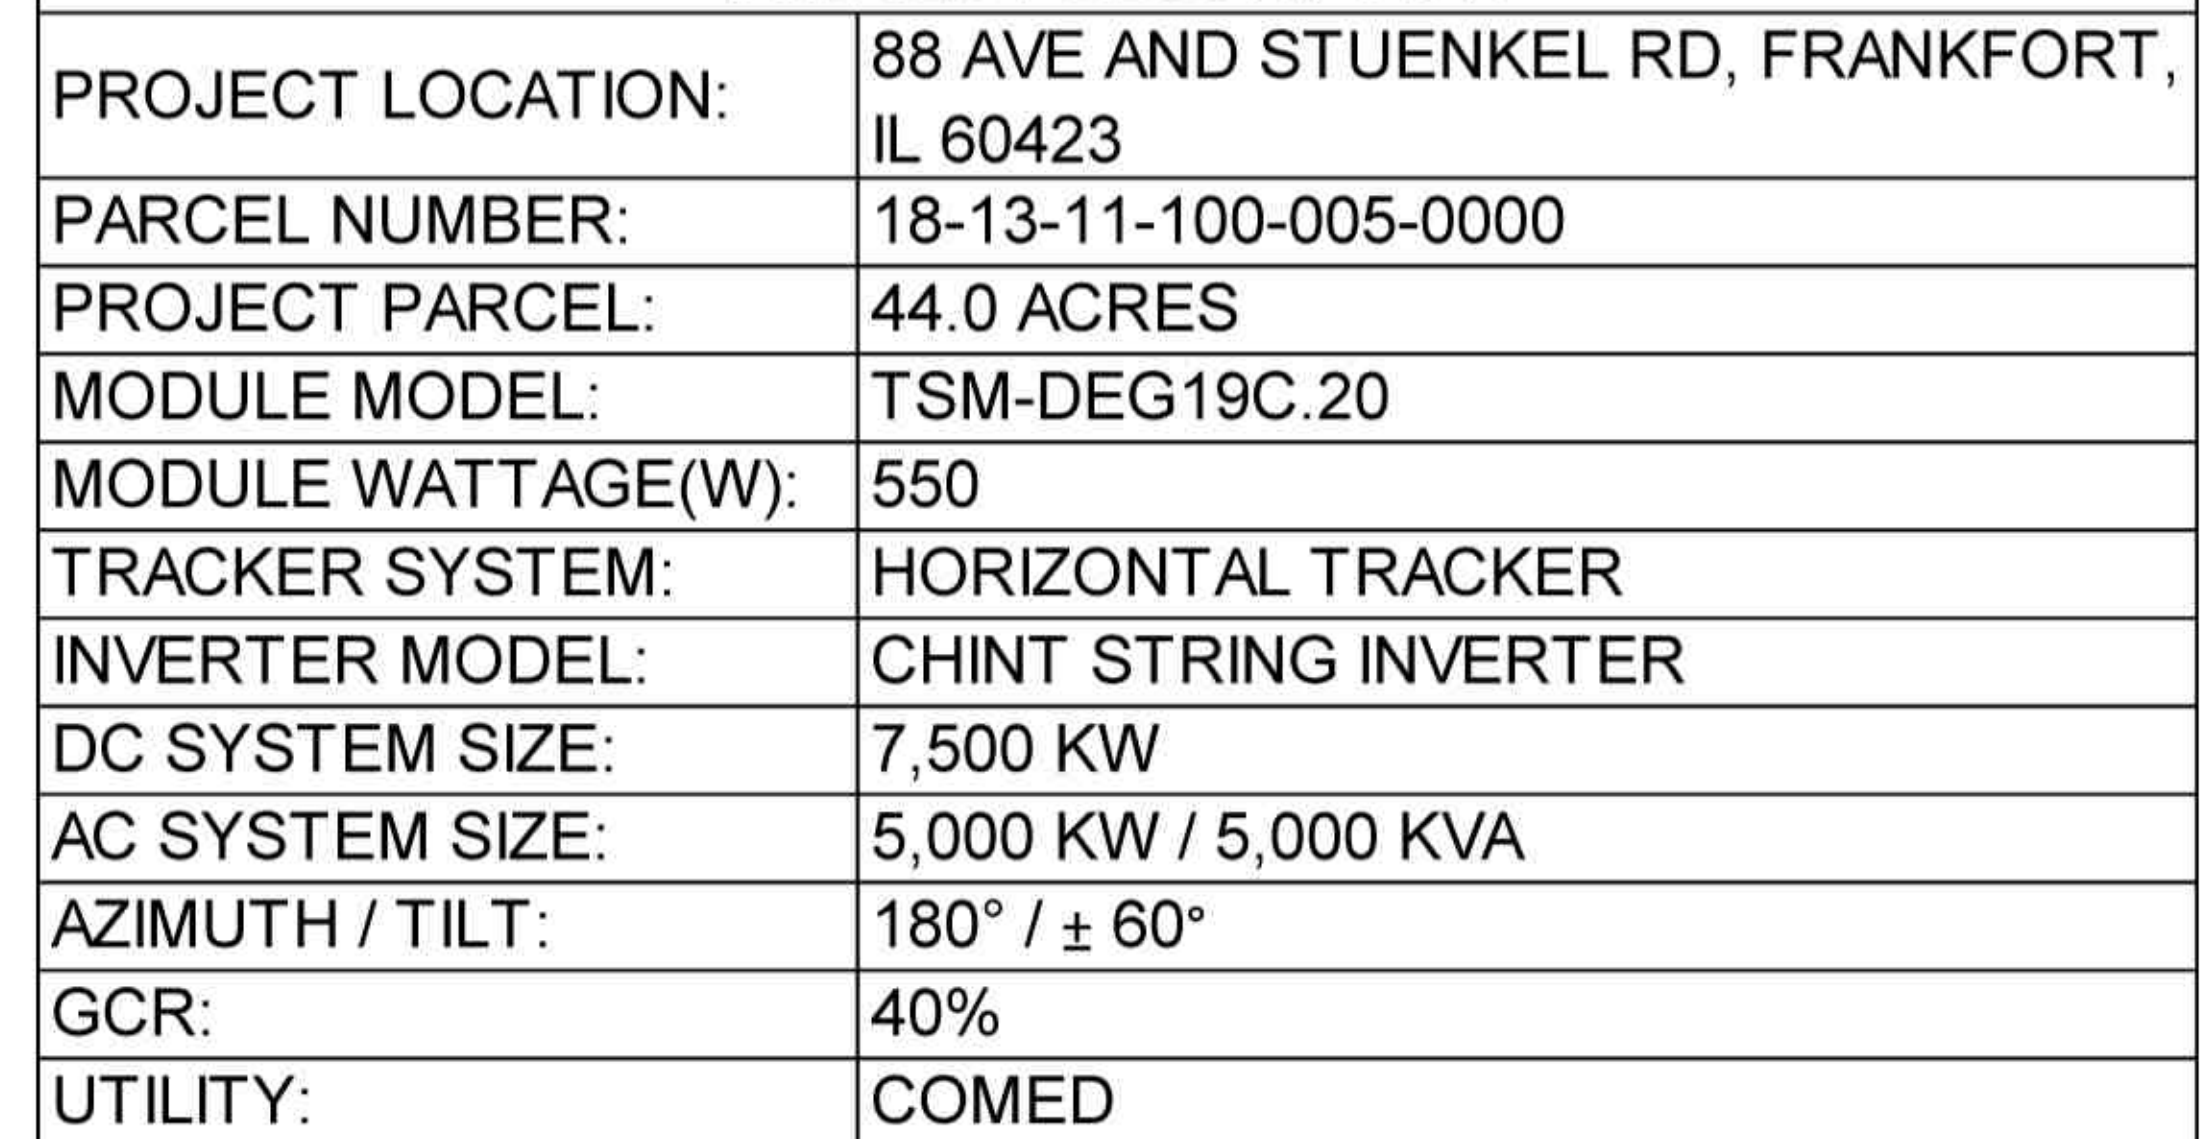 PROJECT LOCATION:
88 AVE AND STUENKEL RD, FRANKFORT,
IL 60423
PARCEL NUMBER: 18-13-11-100-005-0000
PROJECT PARCEL: 44.0 ACRES
MODULE MODEL: TSM-DEG19C.20
MODULE WATTAGE(W): 550
TRACKER SYSTEM: HORIZONTAL TRACKER
INVERTER MODEL: CHINT STRING INVERTER
DC SYSTEM SIZE: 7,500 KW
AC SYSTEM SIZE: 5,000 KW / 5,000 KVA
AZIMUTH / TILT: 180° / ± 60°
GCR: 40%
UTILITY: COMED